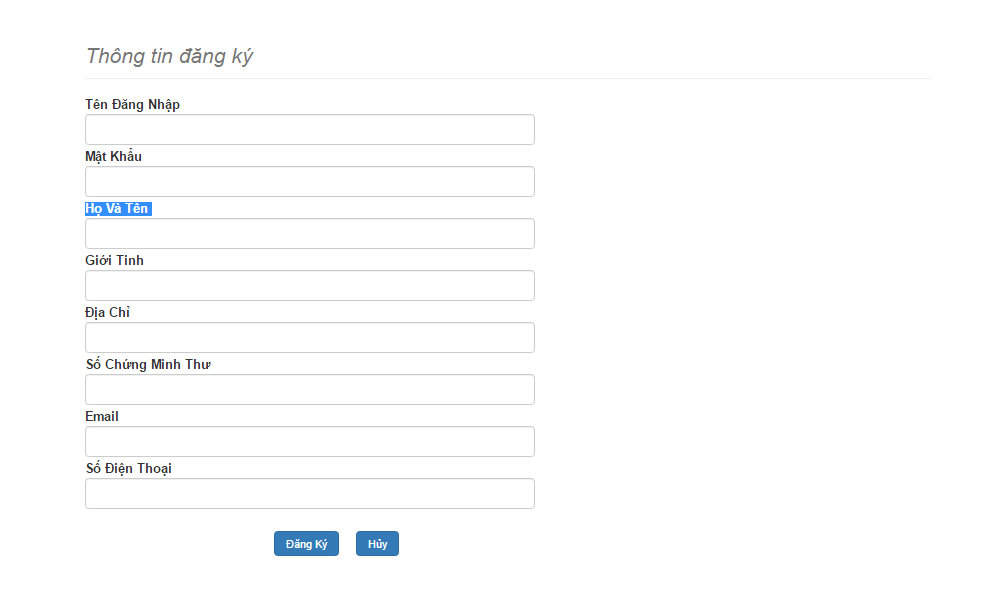 Thông tin đăng ký
Tên Đăng Nhập
Mật Khẩu
Họ Và Tên
Giới Tính
Địa Chỉ
Số Chứng Minh Thư
Email
Số Điện Thoại
Đăng Ký Hủy